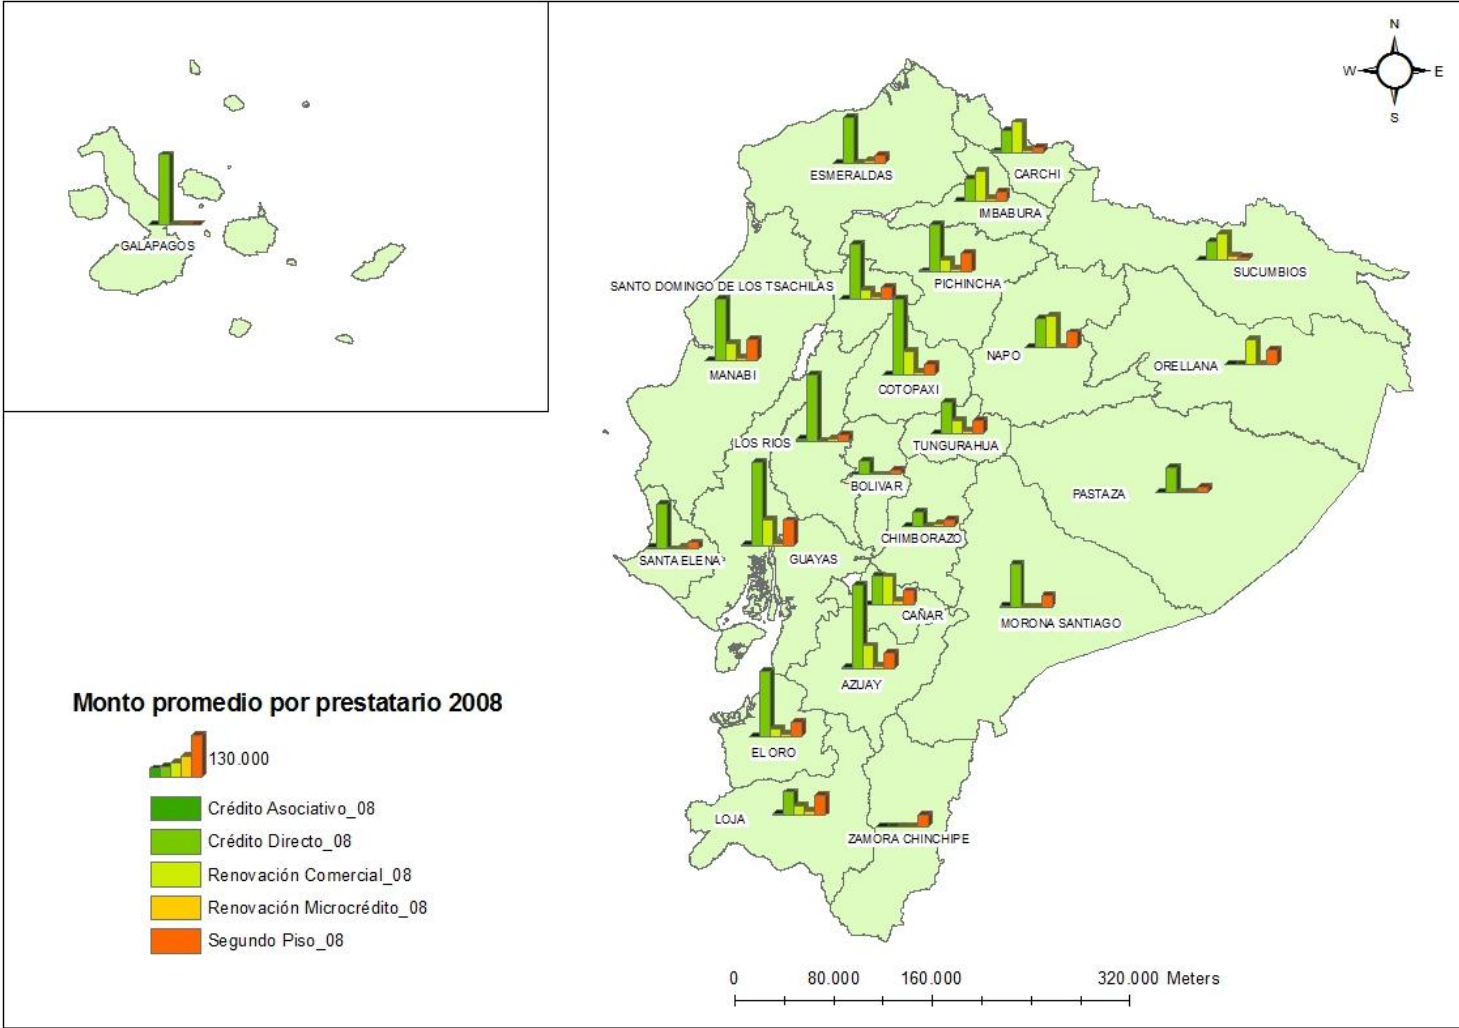 N
W
E
S
ESMERALDAS
CARCHI
IMBABURA
GALAPAGOS
SUCUMBIOS
PICHINCHA
SANTO DOMINGO DE LOS TSACHILAS
NAPO
ORELLANA
MANABI
COTOPAXI
LOS RIOS
TUNGURAHUA
BOLIVAR
PASTAZA
CHIMBORAZO
SANTA ELENA
GUAYAS
CAÑAR
MORONA SANTIAGO
AZUAY
Monto promedio por prestatario 2008
EL ORO
130.000
Crédito Asociativo_08
LOJA
Crédito Directo_08
ZAMORA CHINCHIPE
Renovación Comercial_08
Renovación Microcrédito_08
Segundo Piso_08
0 80.000 160.000 320.000 Meters